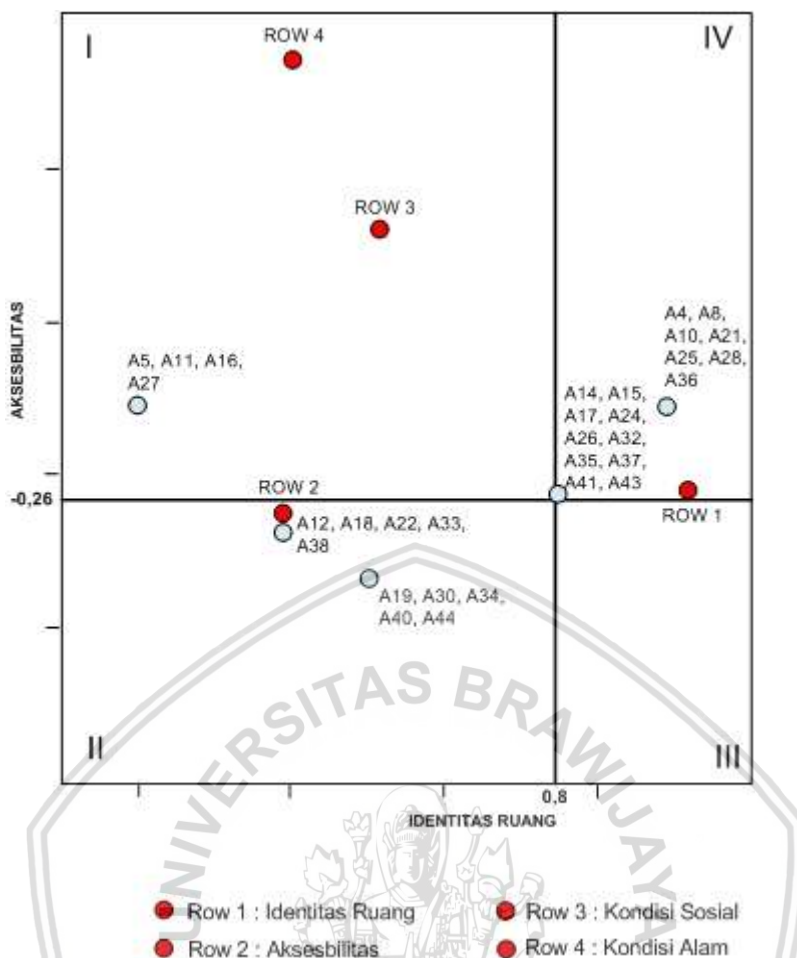 I
ROW 4
IV
ROW 3
AKSESBILITAS
A5, A11, A16,
A27
A4, A8,
A10, A21,
A25, A28,
A36
A14, A15,
A17, A24,
A26, A32,
A35, A37,
A41, A43
-0,26
ROW 2
ROW 1
A12, A18, A22, A33,
A38
A19, A30, A34,
A40, A44
II
III
0,8
IDENTITAS RUANG
UNIVERSITAS BRAWIJAYA
Row 1 : Identitas Ruang
Row 3 : Kondisi Sosial
Row 2 : Aksesbilitas
Row 4 : Kondisi Alam